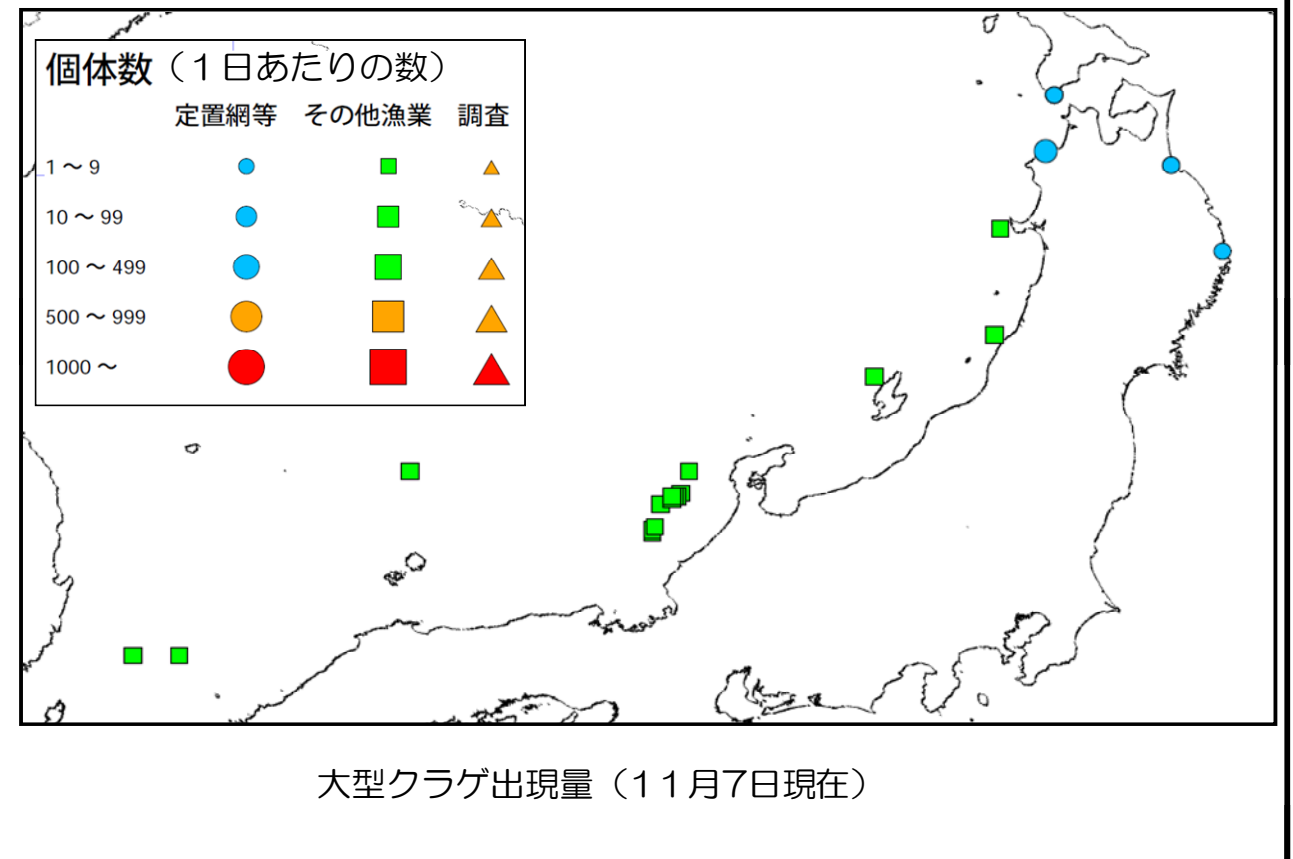 個体数（１日あたりの数）
定置網等 その他漁業 調査
1 ～ 9
10 ～ 99
100 ～ 499
500 ～ 999
1000 ～
大型クラゲ出現量（１１月7日現在）